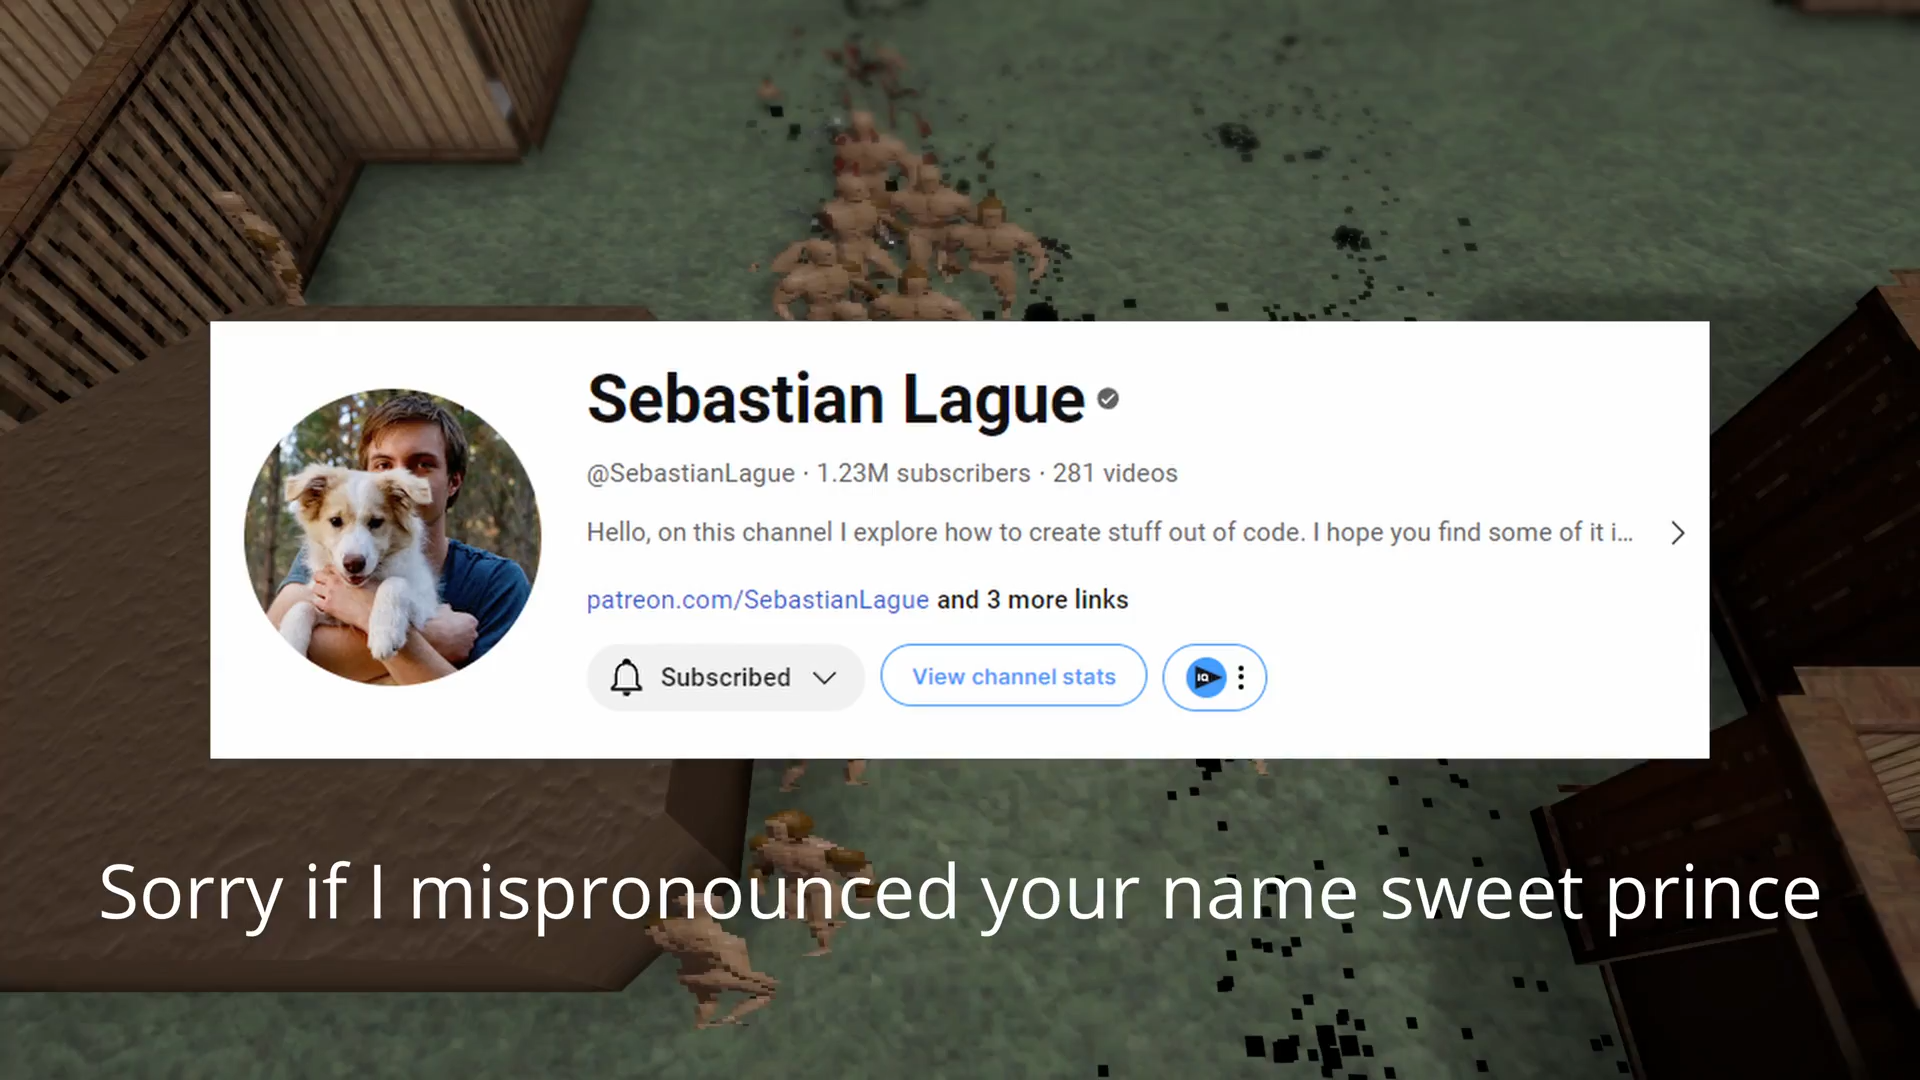 Sebastian Lague
@SebastianLague · 1.23M subscribers · 281 videos
Hello, on this channel I explore how to create stuff out of code. I hope you find some of it i...
patreon.com/SebastianLague and 3 more links
Subscribed
View channel stats
IQ
Sorry if I mispronounced your name sweet prince